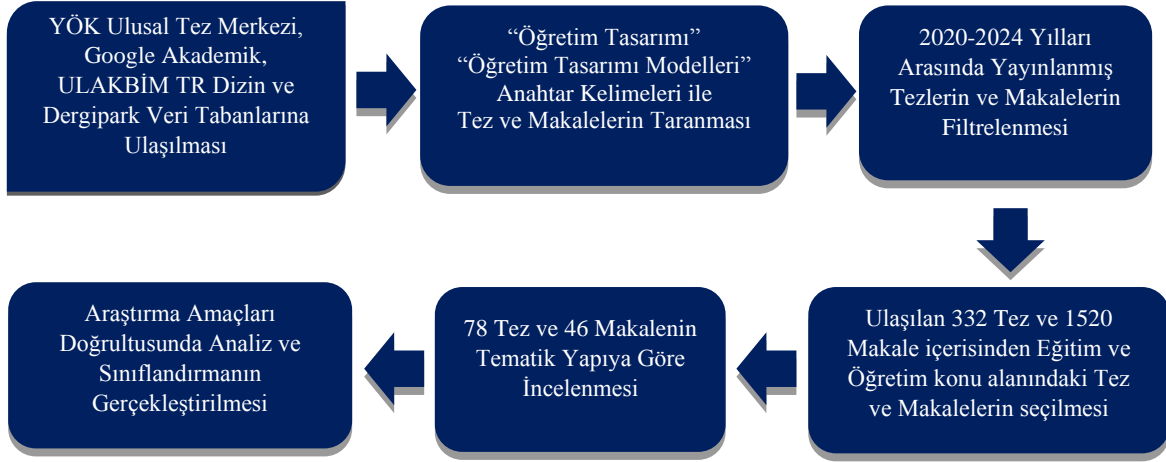 YÖK Ulusal Tez Merkezi,
Google Akademik,
ULAKBİM TR Dizin ve
Dergipark Veri Tabanlarına
Ulaşılması
“Öğretim Tasarımı”
“Öğretim Tasarımı Modelleri”
Anahtar Kelimeleri ile
Tez ve Makalelerin Taranması
2020-2024 Yılları
Arasında Yayınlanmış
Tezlerin ve Makalelerin
Filtrelenmesi
Ulaşılan 332 Tez ve 1520
Makale içerisinden Eğitim ve
Öğretim konu alanındaki Tez
ve Makalelerin seçilmesi
78 Tez ve 46 Makalenin
Tematik Yapıya Göre
İncelenmesi
Araştırma Amaçları
Doğrultusunda Analiz ve
Sınıflandırmanın
Gerçekleştirilmesi